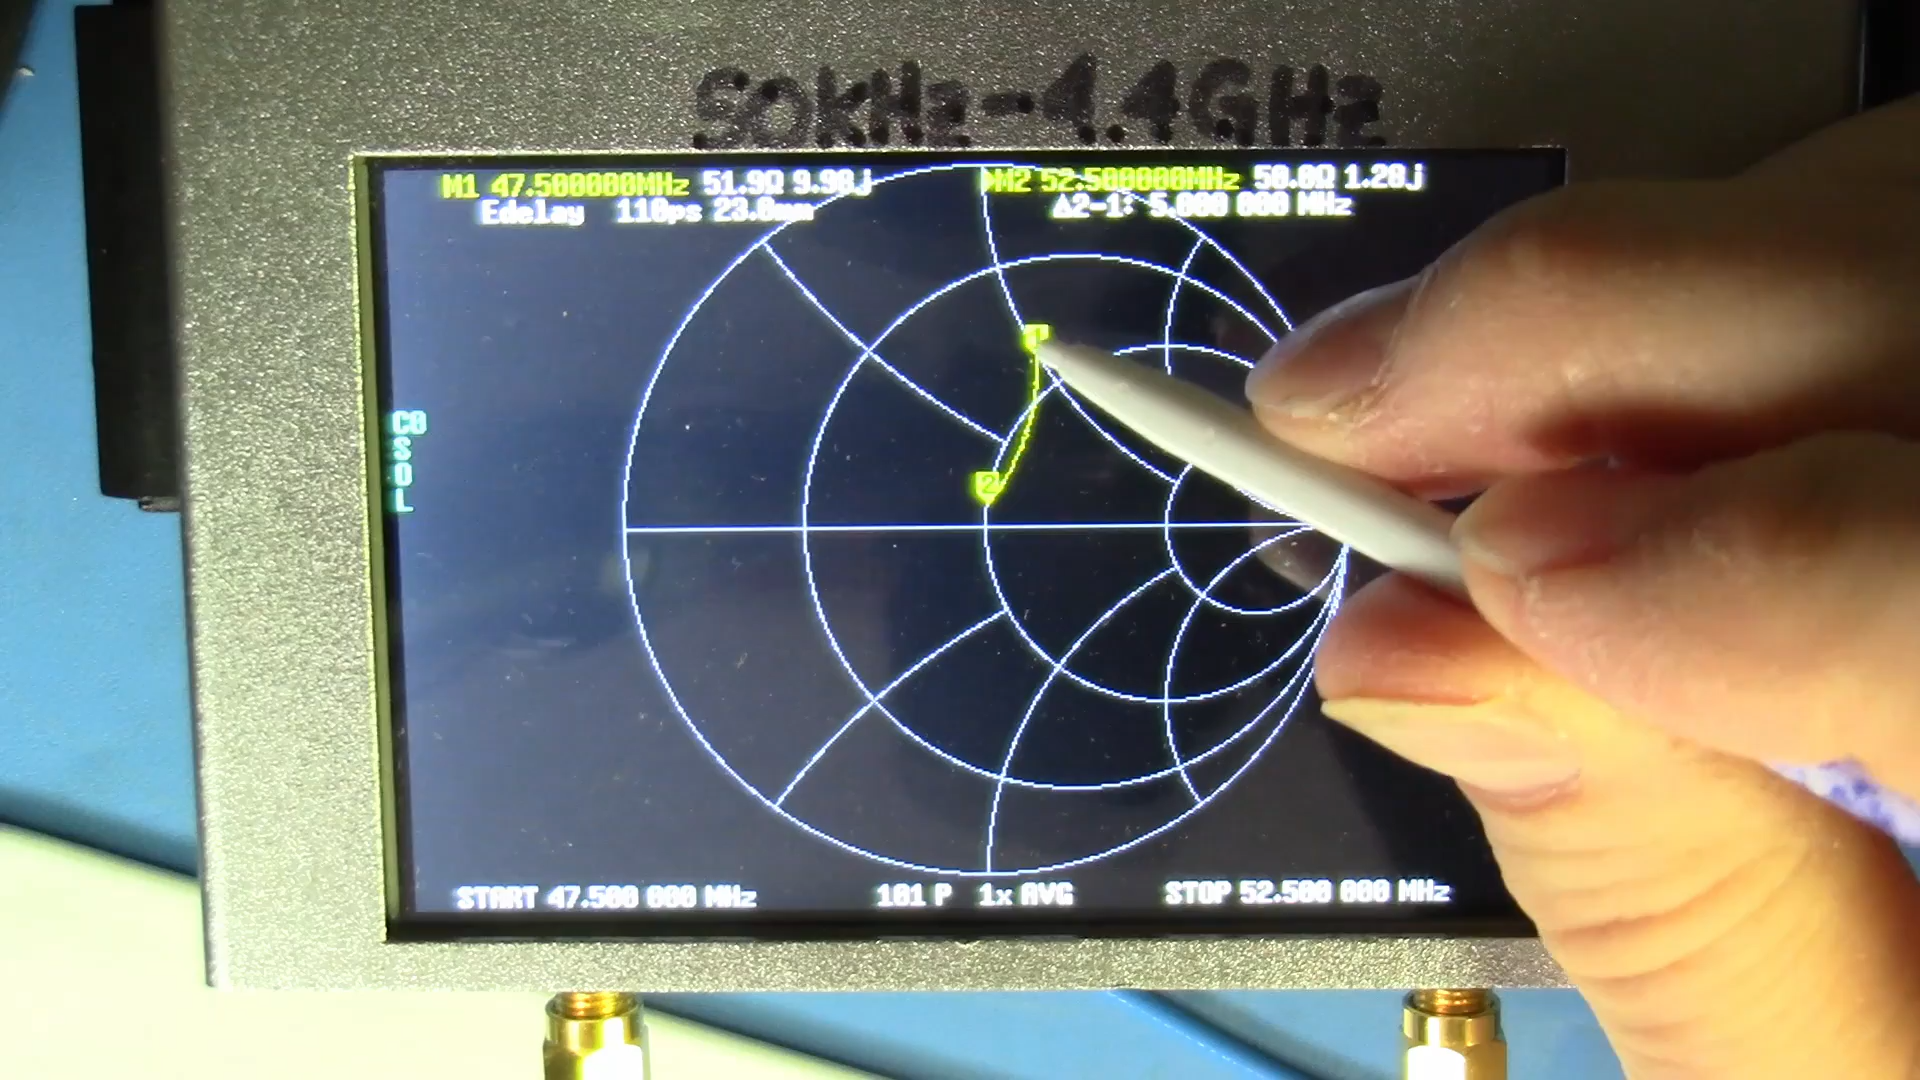 50kHz-4.4GHz
M1 47.500000MHz 51.9Ω 9.98j
▶M2 52.500000MHz 50.0Ω 1.28j
Edelay 110ps 23.0mm
Δ2-1: 5.000 000 MHz
1
2
C0
S
O
L
START 47.500 000 MHz
101 P 1x AVG
STOP 52.500 000 MHz